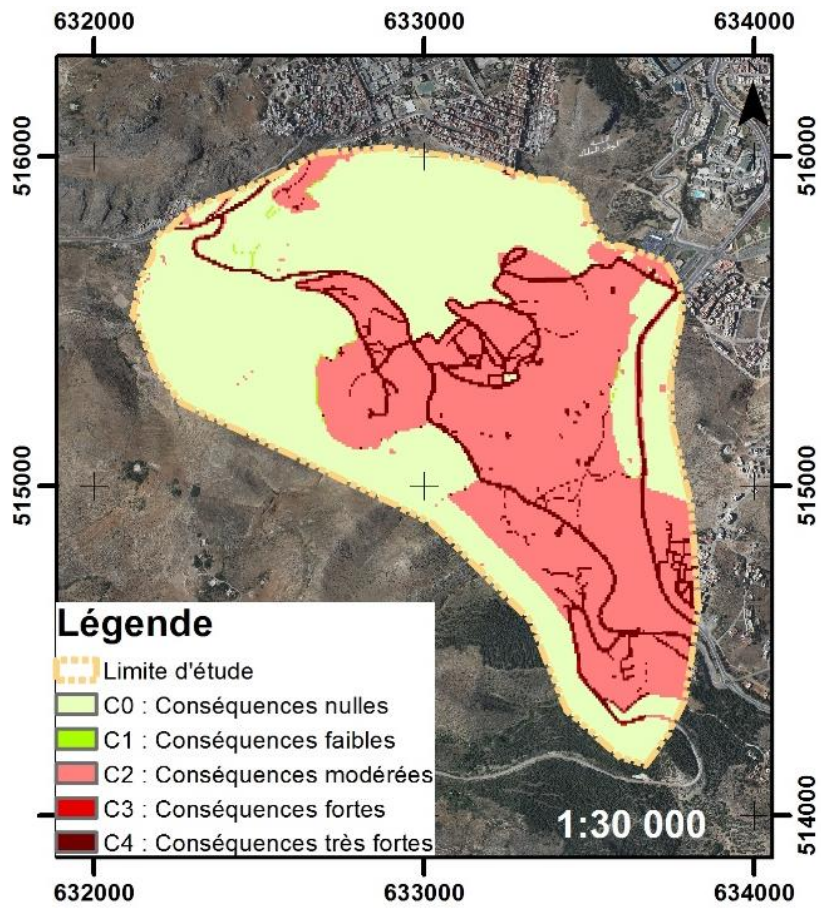 632000 633000 634000
N
516000 516000
515000 515000
Légende
Limite d'étude
C0 : Conséquences nulles
C1 : Conséquences faibles
C2 : Conséquences modérées
C3 : Conséquences fortes
C4 : Conséquences très fortes
1:30 000
514000
632000 633000 634000